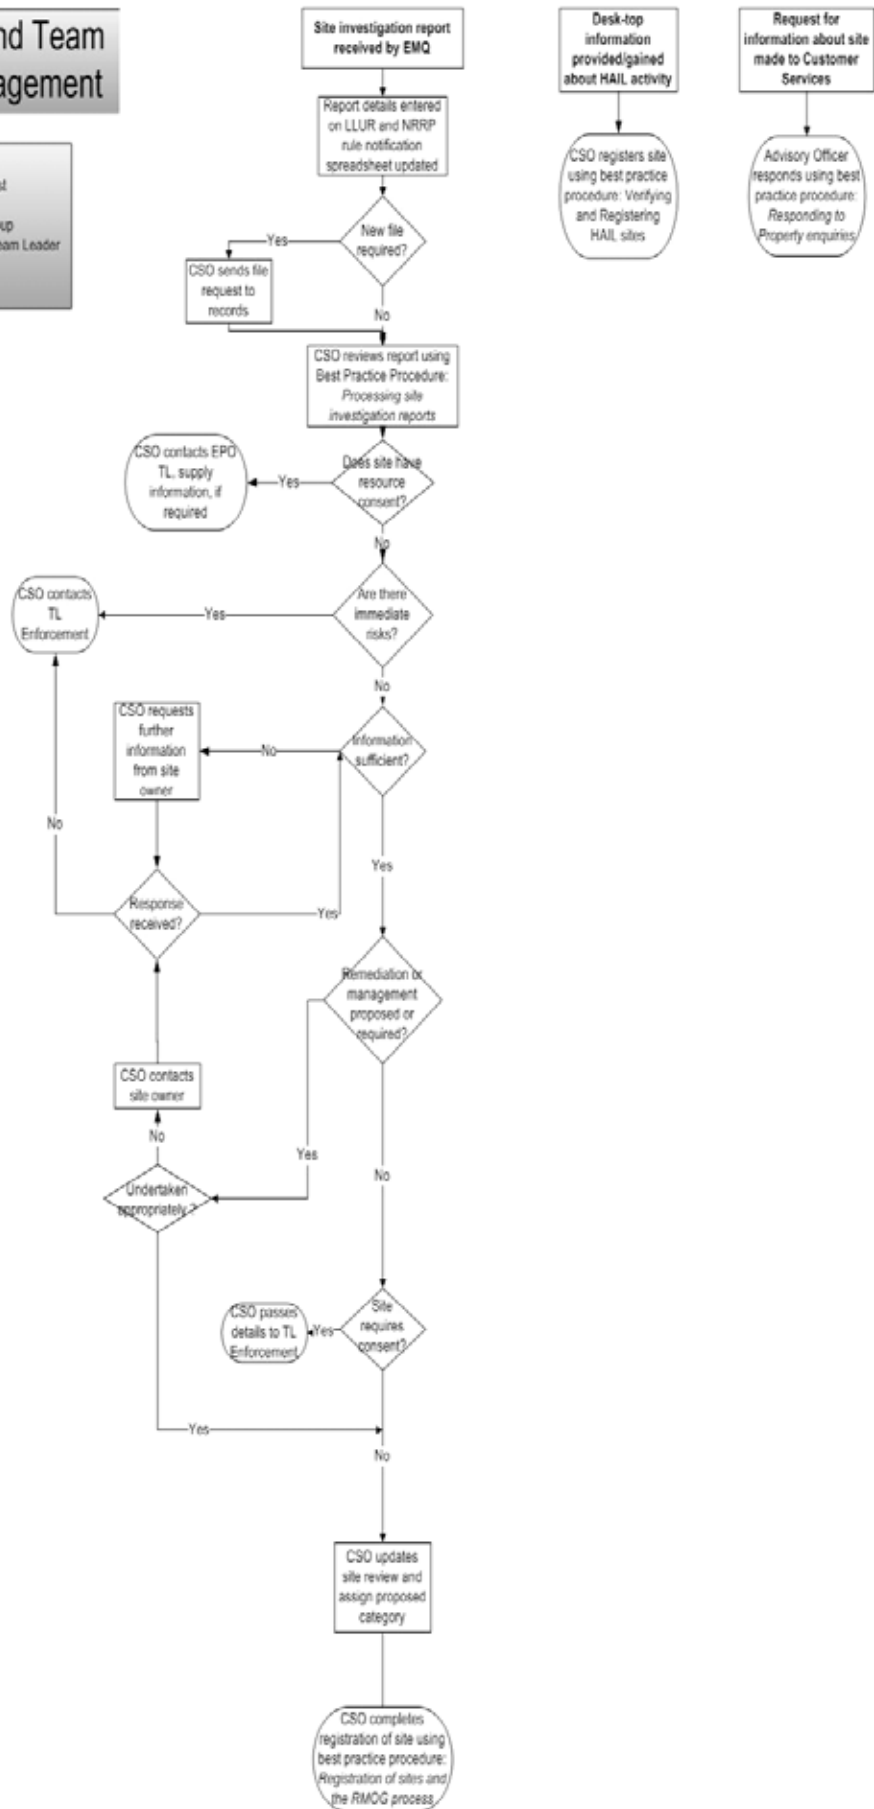 nd Team
agement
st
up
eam Leader
Site investigation report
received by EMQ
Report details entered
on LLUR and NRRP
rule notification
spreadsheet updated
New file
required?
Yes
CSO sends file
request to
records
No
CSO reviews report using
Best Practice Procedure:
Processing site
investigation reports
Does site have
resource
consent?
Yes
CSO contacts EPO
TL, supply
information, if
required
No
Are there
immediate
risks?
Yes
CSO contacts
TL
Enforcement
No
Information
sufficient?
No
CSO requests
further
information
from site
owner
No
Yes
Response
received?
Yes
Remediation or
management
proposed or
required?
CSO contacts
site owner
No
Yes
No
Undertaken
appropriately ?
Site
requires
consent?
Yes
CSO passes
details to TL
Enforcement
Yes
No
CSO updates
site review and
assign proposed
category
CSO completes
registration of site using
best practice procedure:
Registration of sites and
the RMOG process
Desk-top
information
provided/gained
about HAIL activity
CSO registers site
using best practice
procedure: Verifying
and Registering
HAIL sites
Request for
information about site
made to Customer
Services
Advisory Officer
responds using best
practice procedure:
Responding to
Property enquiries